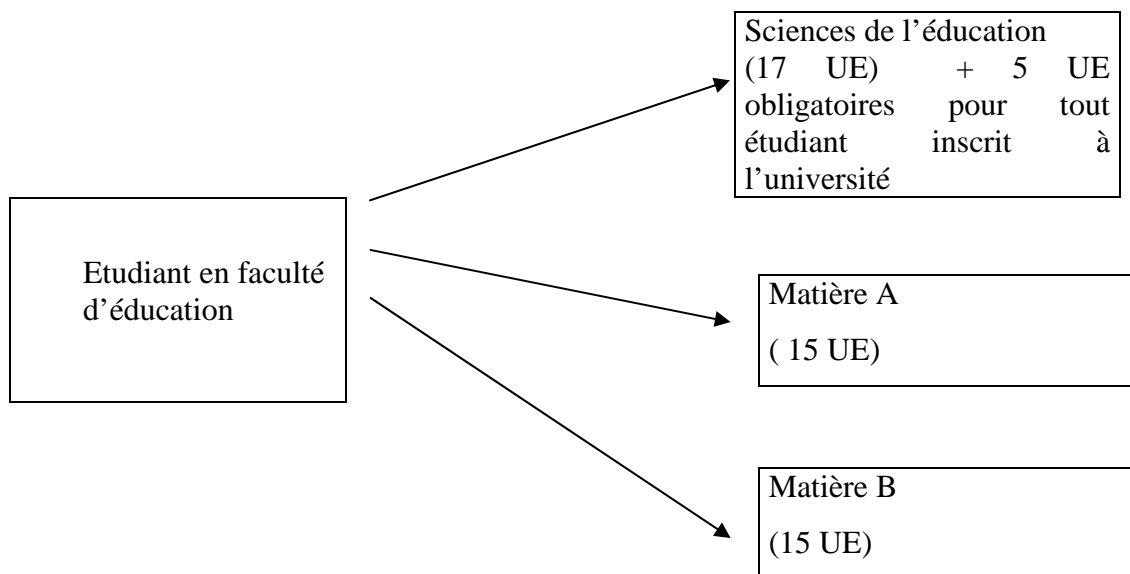 Sciences de l’éducation
(17 UE) + 5 UE
obligatoires pour tout
étudiant inscrit à
l’université
Etudiant en faculté
d’éducation
Matière A
( 15 UE)
Matière B
(15 UE)